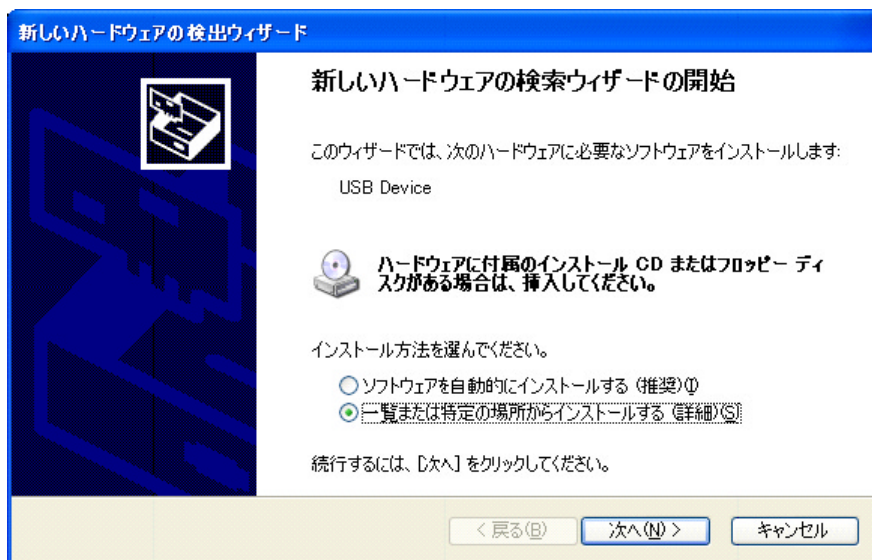 新しいハードウェアの検出ウィザード
新しいハードウェアの検索ウィザードの開始
このウィザードでは、次のハードウェアに必要なソフトウェアをインストールします:
USB Device
ハードウェアに付属のインストール CD またはフロッピー ディ
スクがある場合は、挿入してください。
インストール方法を選んでください。
ソフトウェアを自動的にインストールする (推奨)(I)
一覧または特定の場所からインストールする (詳細)(S)
続行するには、[次へ] をクリックしてください。
< 戻る(B)
次へ(N) >
キャンセル